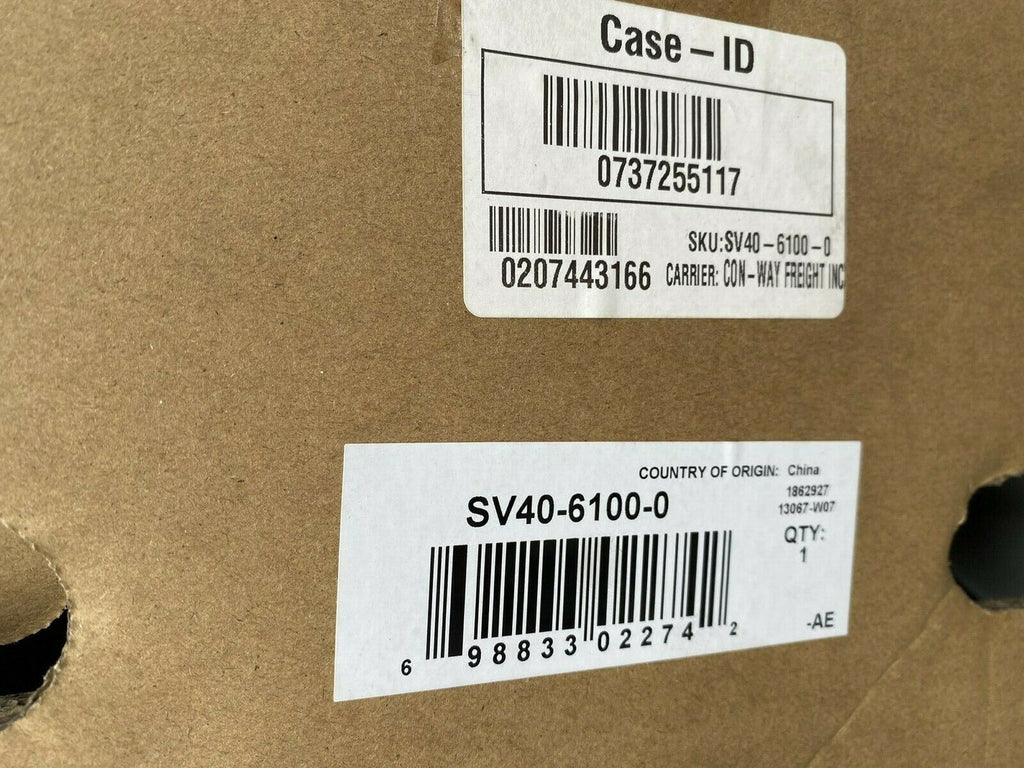 Case-ID
0737255117
SKU:SV40-6100-0
0207443166
CARRIER: CON-WAY FREIGHT INC
COUNTRY OF ORIGIN: China
1862927
13067-W07
SV40-6100-0
QTY:
1
6 98833 02274 2
-AE